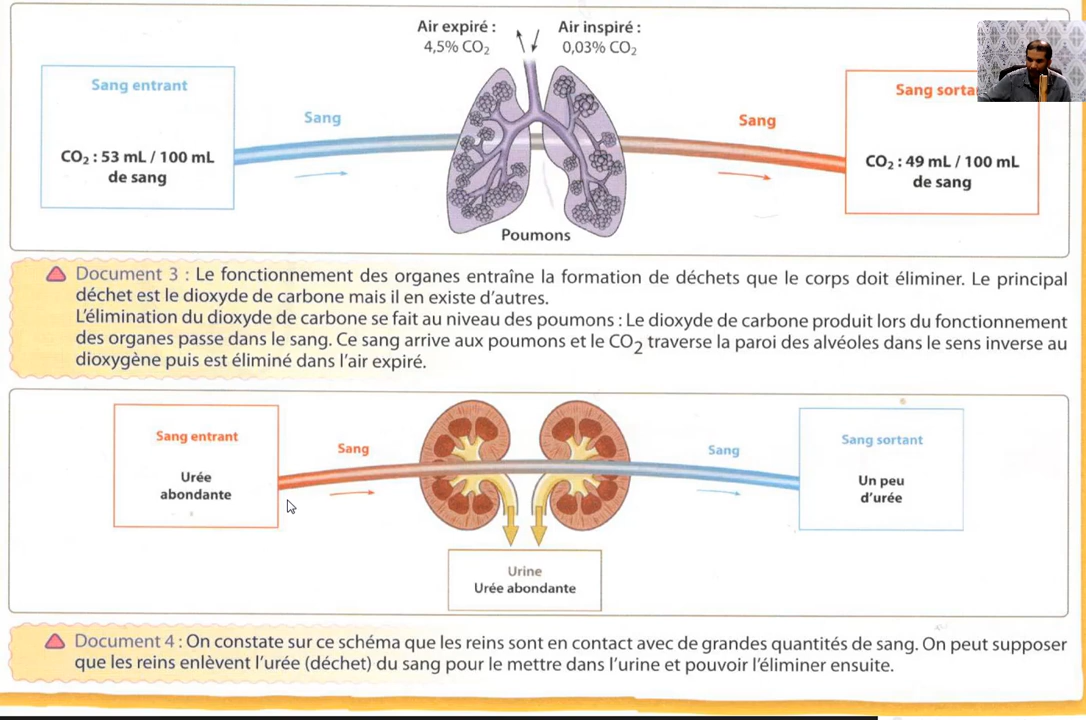 Air expiré :
4,5% CO₂
Air inspiré :
0,03% CO₂
Sang entrant
CO₂ : 53 mL / 100 mL
de sang
Sang
Poumons
Sang
Sang
CO₂ : 49 mL / 100 mL
de sang
Document 3 : Le fonctionnement des organes entraîne la formation de déchets que le corps doit éliminer. Le principal
déchet est le dioxyde de carbone mais il en existe d'autres.
L'élimination du dioxyde de carbone se fait au niveau des poumons : Le dioxyde de carbone produit lors du fonctionnement
des organes passe dans le sang. Ce sang arrive aux poumons et le CO₂ traverse la paroi des alvéoles dans le sens inverse au
dioxygène puis est éliminé dans l'air expiré.
Sang entrant
Urée
abondante
Sang
Sang
Sang sortant
Un peu
d'urée
Urine
Urée abondante
Document 4 : On constate sur ce schéma que les reins sont en contact avec de grandes quantités de sang. On peut supposer
que les reins enlèvent l'urée (déchet) du sang pour le mettre dans l'urine et pouvoir l'éliminer ensuite.